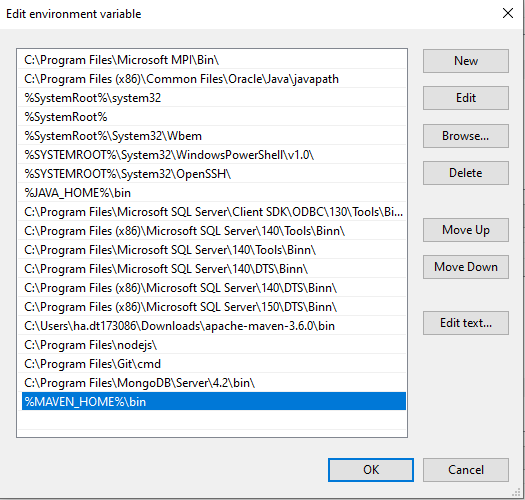 Edit environment variable
C:\Program Files\Microsoft MPI\Bin\
C:\Program Files (x86)\Common Files\Oracle\Java\javapath
%SystemRoot%\system32
%SystemRoot%
%SystemRoot%\System32\Wbem
%SYSTEMROOT%\System32\WindowsPowerShell\v1.0\
%SYSTEMROOT%\System32\OpenSSH\
%JAVA_HOME%\bin
C:\Program Files\Microsoft SQL Server\Client SDK\ODBC\130\Tools\Bi...
C:\Program Files (x86)\Microsoft SQL Server\140\Tools\Binn\
C:\Program Files\Microsoft SQL Server\140\Tools\Binn\
C:\Program Files\Microsoft SQL Server\140\DTS\Binn\
C:\Program Files (x86)\Microsoft SQL Server\140\DTS\Binn\
C:\Program Files (x86)\Microsoft SQL Server\150\DTS\Binn\
C:\Users\ha.dt173086\Downloads\apache-maven-3.6.0\bin
C:\Program Files\nodejs\
C:\Program Files\Git\cmd
C:\Program Files\MongoDB\Server\4.2\bin\
%MAVEN_HOME%\bin
New
Edit
Browse...
Delete
Move Up
Move Down
Edit text...
OK
Cancel